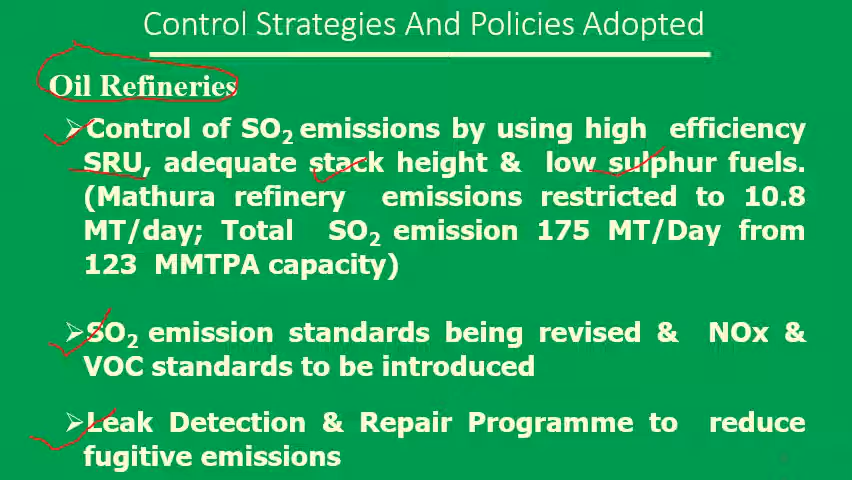 Control Strategies And Policies Adopted
Oil Refineries
Control of SO₂ emissions by using high efficiency
SRU, adequate stack height & low sulphur fuels.
(Mathura refinery emissions restricted to 10.8
MT/day; Total SO₂ emission 175 MT/Day from
123 MMTPA capacity)
SO₂ emission standards being revised & NOx &
VOC standards to be introduced
Leak Detection & Repair Programme to reduce
fugitive emissions